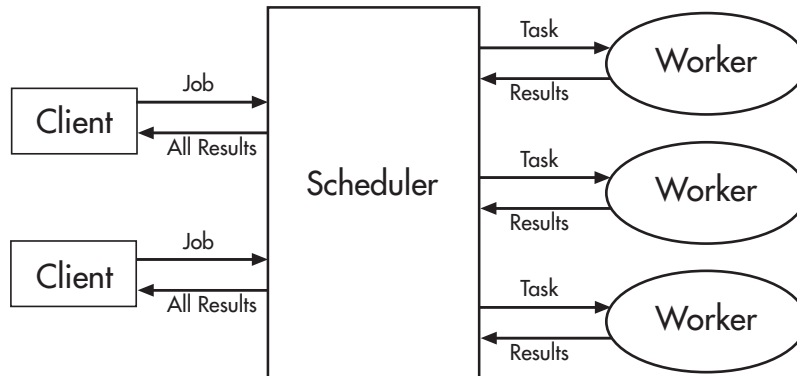 Job
Client
All Results
Job
Client
All Results
Scheduler
Task
Worker
Results
Task
Worker
Results
Task
Worker
Results